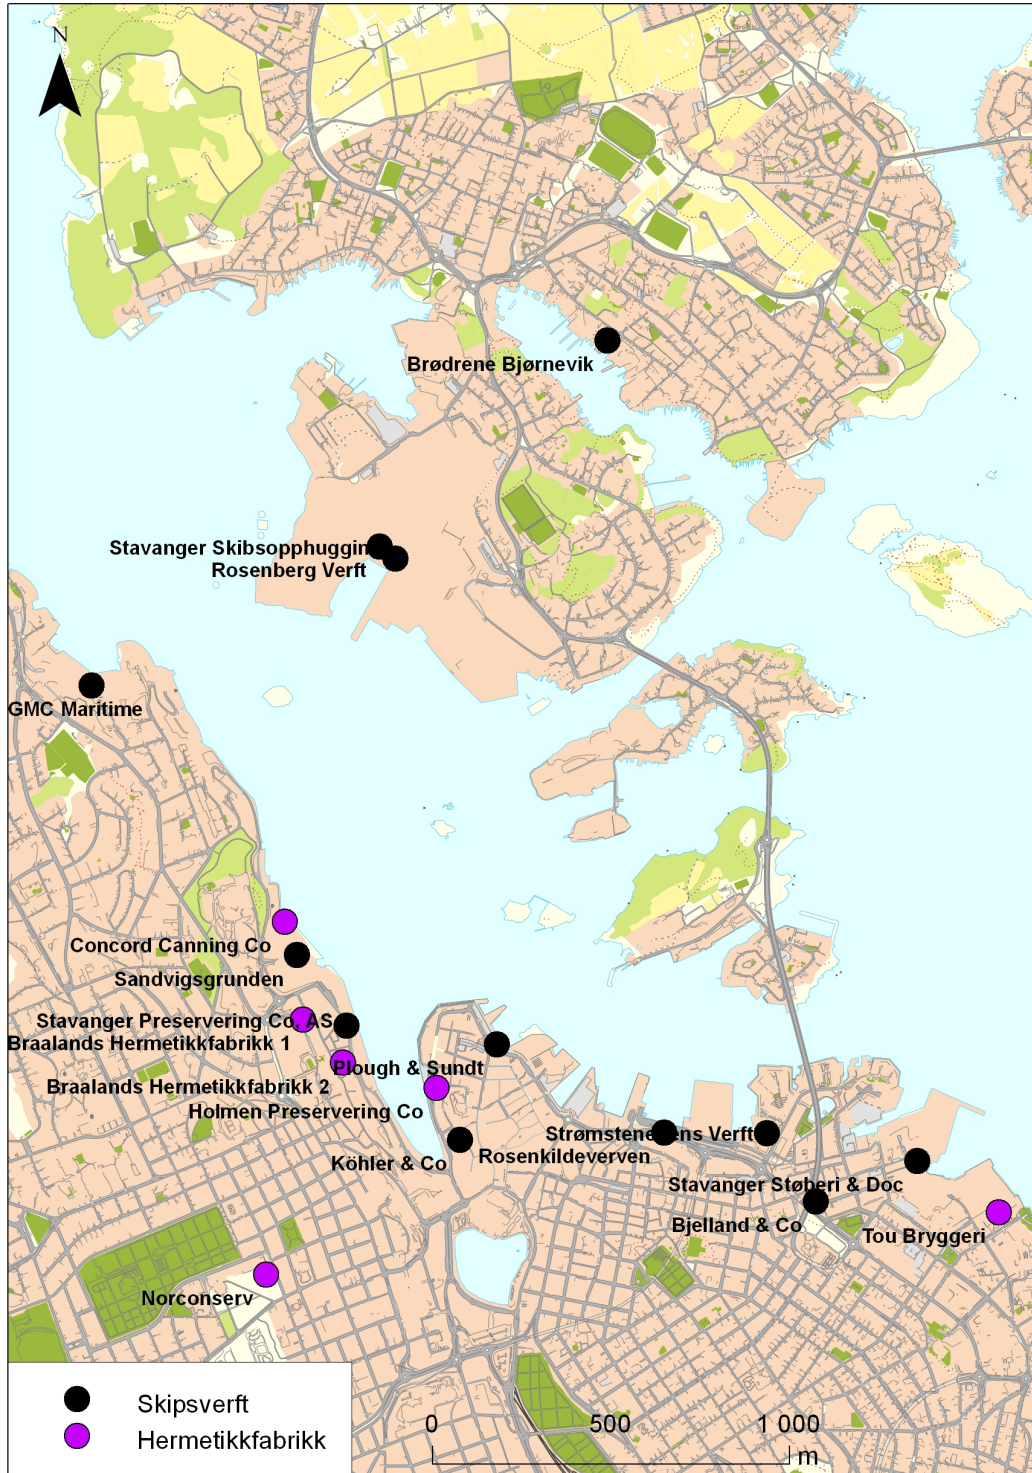 N
Brødrene Bjørnevik
Stavanger Skibsopphuggin
Rosenberg Verft
GMC Maritime
Concord Canning Co
Sandvigsgrunden
Stavanger Preservering Co, AS
Braalands Hermetikkfabrikk 1
Plough & Sundt
Braalands Hermetikkfabrikk 2
Holmen Preservering Co
Strømstene ens Verft
Rosenkildeverven
Köhler & Co
Stavanger Støberi & Doc
Bjelland & Co
Tou Bryggeri
Norconserv
Skipsverft
Hermetikkfabrikk
0 500 1 000
m